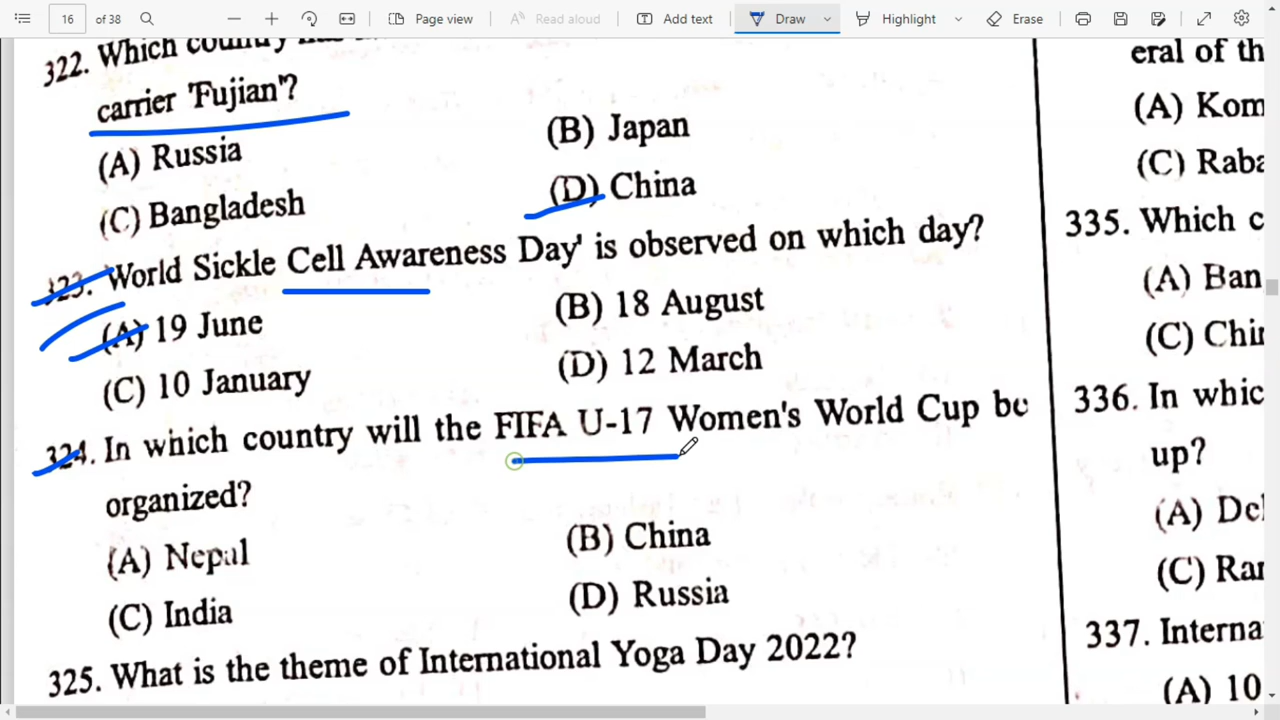 16 of 38 Page view Read aloud Add text Draw Highlight Erase
322. Which country has
carrier 'Fujian'?
(A) Russia (B) Japan
(C) Bangladesh (D) China
323. World Sickle Cell Awareness Day' is observed on which day?
(A) 19 June (B) 18 August
(C) 10 January (D) 12 March
324. In which country will the FIFA U-17 Women's World Cup be
organized?
(A) Nepal (B) China
(C) India (D) Russia
325. What is the theme of International Yoga Day 2022?
eral of th
(A) Kom
(C) Raba
335. Which c
(A) Ban
(C) Chin
336. In whic
up?
(A) Del
(C) Ran
337. Interna
(A) 10